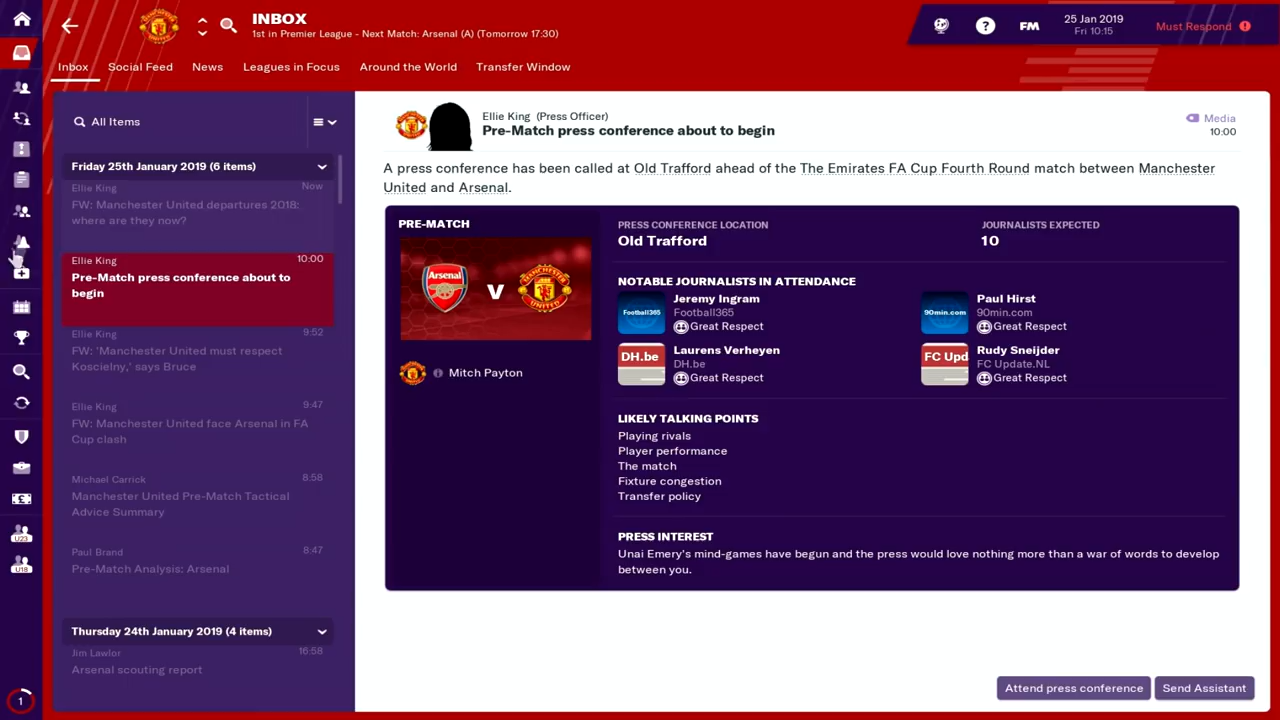 INBOX
1st in Premier League - Next Match: Arsenal (A) (Tomorrow 17:30)
FM
25 Jan 2019
Fri 10:15
Must Respond
Inbox
Social Feed
News
Leagues in Focus
Around the World
Transfer Window
All Items
Friday 25th January 2019 (6 items)
Ellie King
Now
FW: Manchester United departures 2018:
where are they now?
Ellie King
10:00
Pre-Match press conference about to
begin
Ellie King
9:52
FW: 'Manchester United must respect
Koscielny,' says Bruce
Ellie King
9:47
FW: Manchester United face Arsenal in FA
Cup clash
Michael Carrick
8:58
Manchester United Pre-Match Tactical
Advice Summary
Paul Brand
8:47
Pre-Match Analysis: Arsenal
Thursday 24th January 2019 (4 items)
Jim Lawlor
16:58
Arsenal scouting report
U23
U18
1
Ellie King (Press Officer)
Pre-Match press conference about to begin
Media
10:00
A press conference has been called at Old Trafford ahead of the The Emirates FA Cup Fourth Round match between Manchester
United and Arsenal.
PRE-MATCH
Arsenal
V
Mitch Payton
PRESS CONFERENCE LOCATION
Old Trafford
JOURNALISTS EXPECTED
10
NOTABLE JOURNALISTS IN ATTENDANCE
Football365
Jeremy Ingram
Football365
Great Respect
90min.com
Paul Hirst
90min.com
Great Respect
DH.be
Laurens Verheyen
DH.be
Great Respect
FC Upd
Rudy Sneijder
FC Update.NL
Great Respect
LIKELY TALKING POINTS
Playing rivals
Player performance
The match
Fixture congestion
Transfer policy
PRESS INTEREST
Unai Emery's mind-games have begun and the press would love nothing more than a war of words to develop
between you.
Attend press conference
Send Assistant